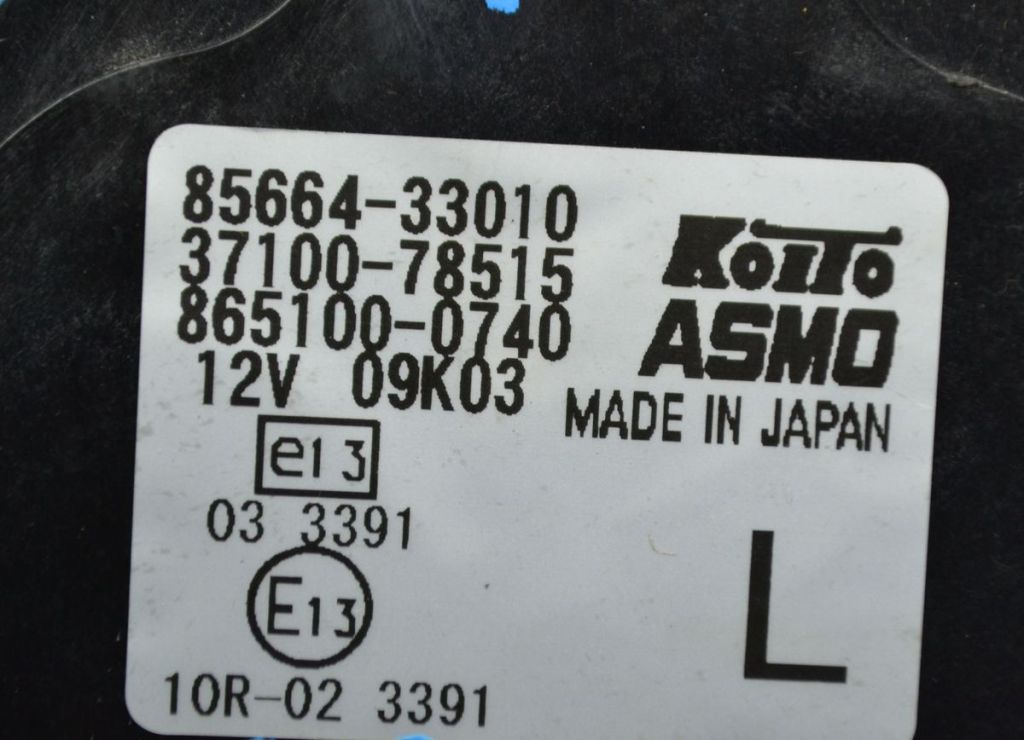 85664-33010
37100-78515
865100-0740
12V 09K03
KOITO
ASMO
MADE IN JAPAN
e13
03 3391
E13
10R-02 3391
L